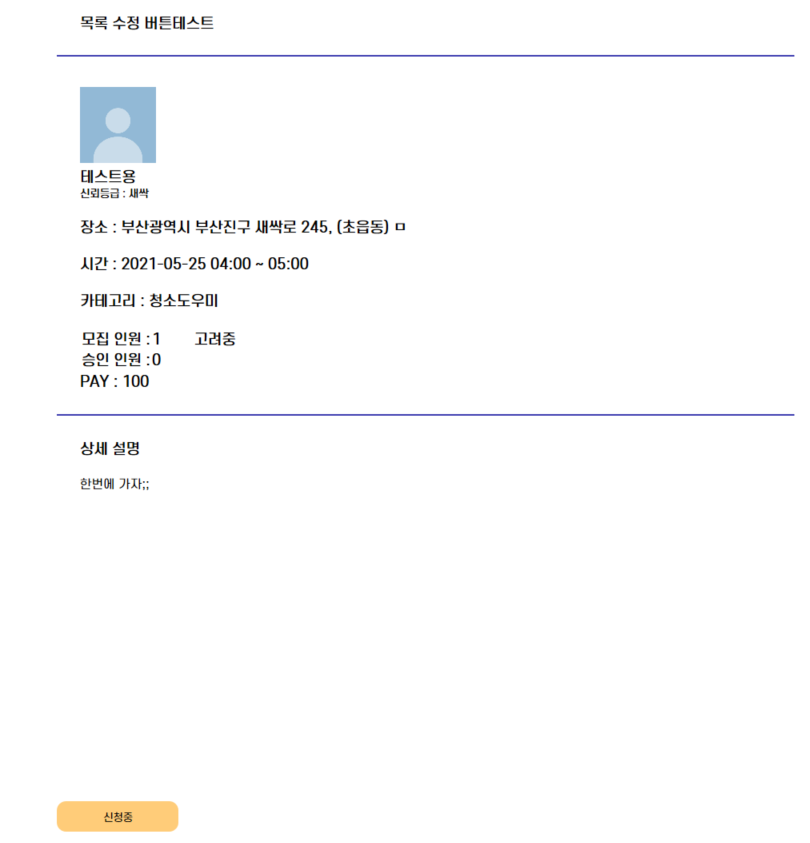 목록 수정 버튼테스트
테스트용
신뢰등급 : 새싹
장소 : 부산광역시 부산진구 새싹로 245, (초읍동) ㅁ
시간 : 2021-05-25 04:00 ~ 05:00
카테고리 : 청소도우미
모집 인원 :1 고려중
승인 인원 :0
PAY : 100
상세 설명
한번에 가자;;
신청중